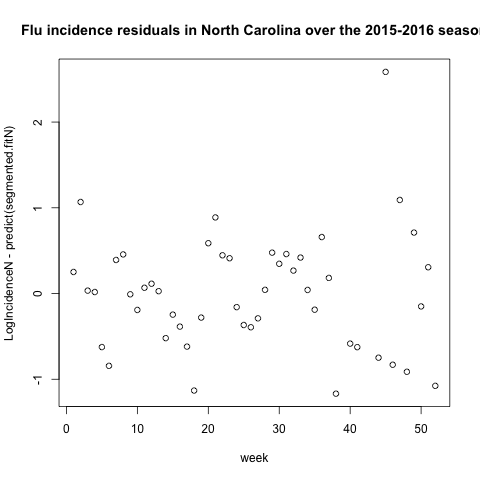 Flu incidence residuals in North Carolina over the 2015-2016 seaso
LogIncidenceN - predict(segmented.fitN)
2
1
0
-1
0 10 20 30 40 50
week